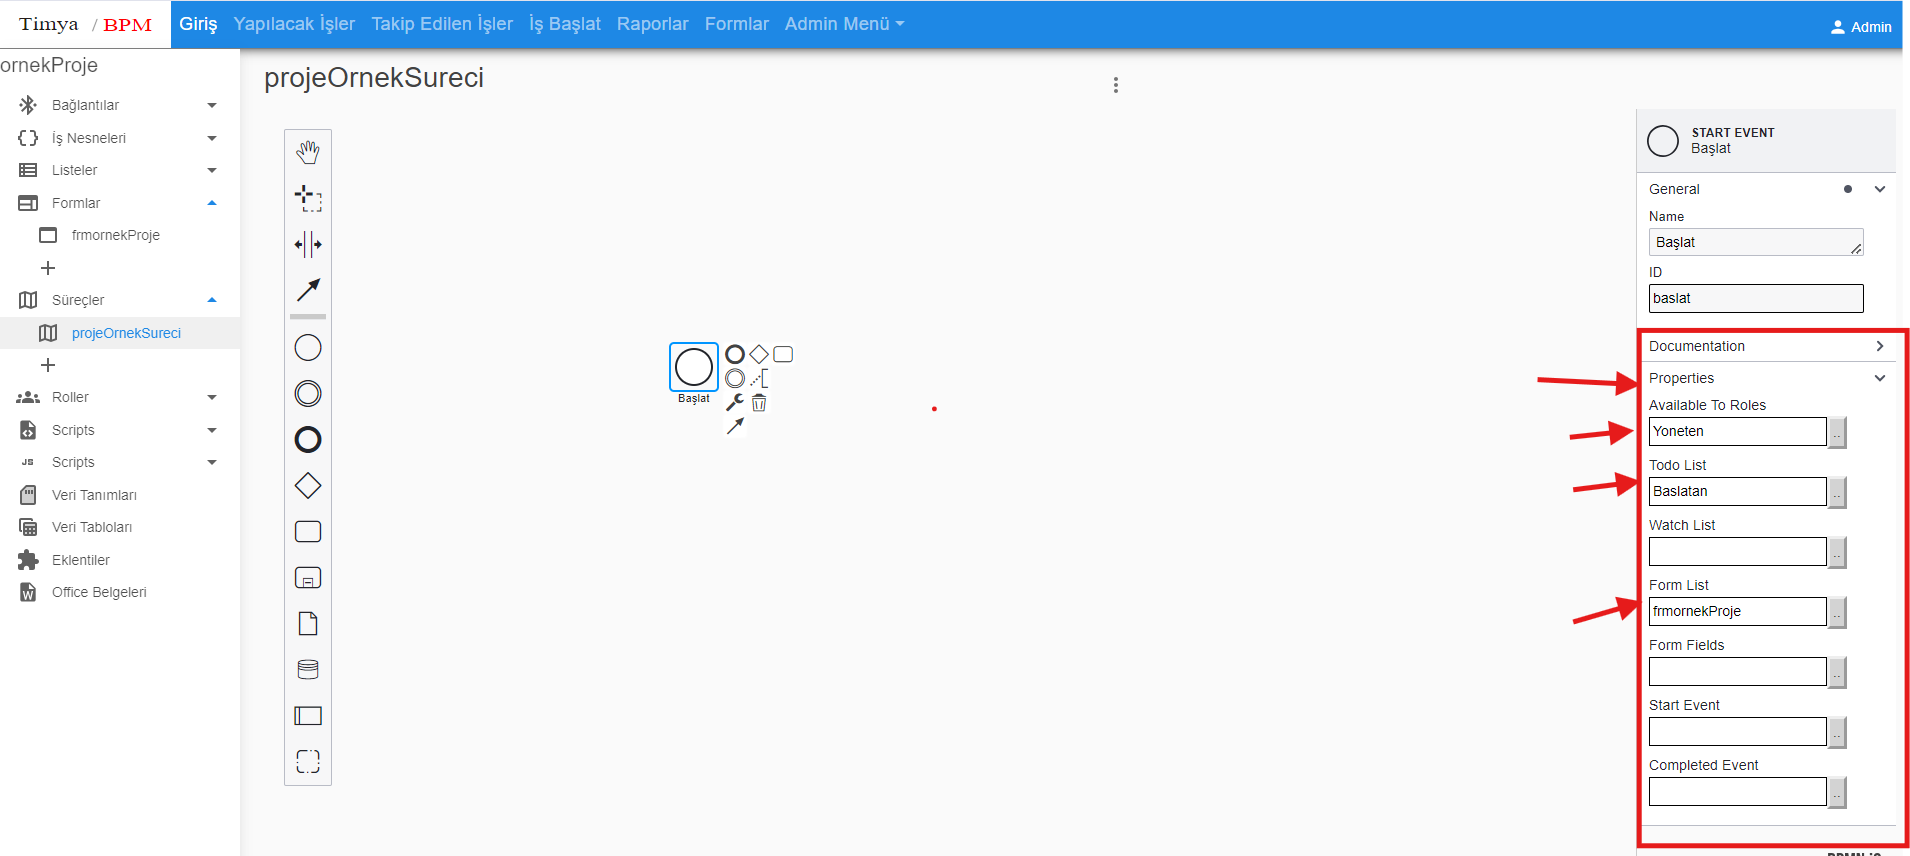 Timya / BPM Giriş Yapılacak İşler Takip Edilen İşler İş Başlat Raporlar Formlar Admin Menü Admin
ornekProje
Bağlantılar
İş Nesneleri
Listeler
Formlar
frmornekProje
Süreçler
projeOrnekSureci
Roller
Scripts
JS Scripts
Veri Tanımları
Veri Tabloları
Eklentiler
W Office Belgeleri
projeOrnekSureci
Başlat
START EVENT
Başlat
General
Name
Başlat
ID
baslat
Documentation
Properties
Available To Roles
Yoneten ..
Todo List
Baslatan ..
Watch List
..
Form List
frmornekProje ..
Form Fields
..
Start Event
..
Completed Event
..